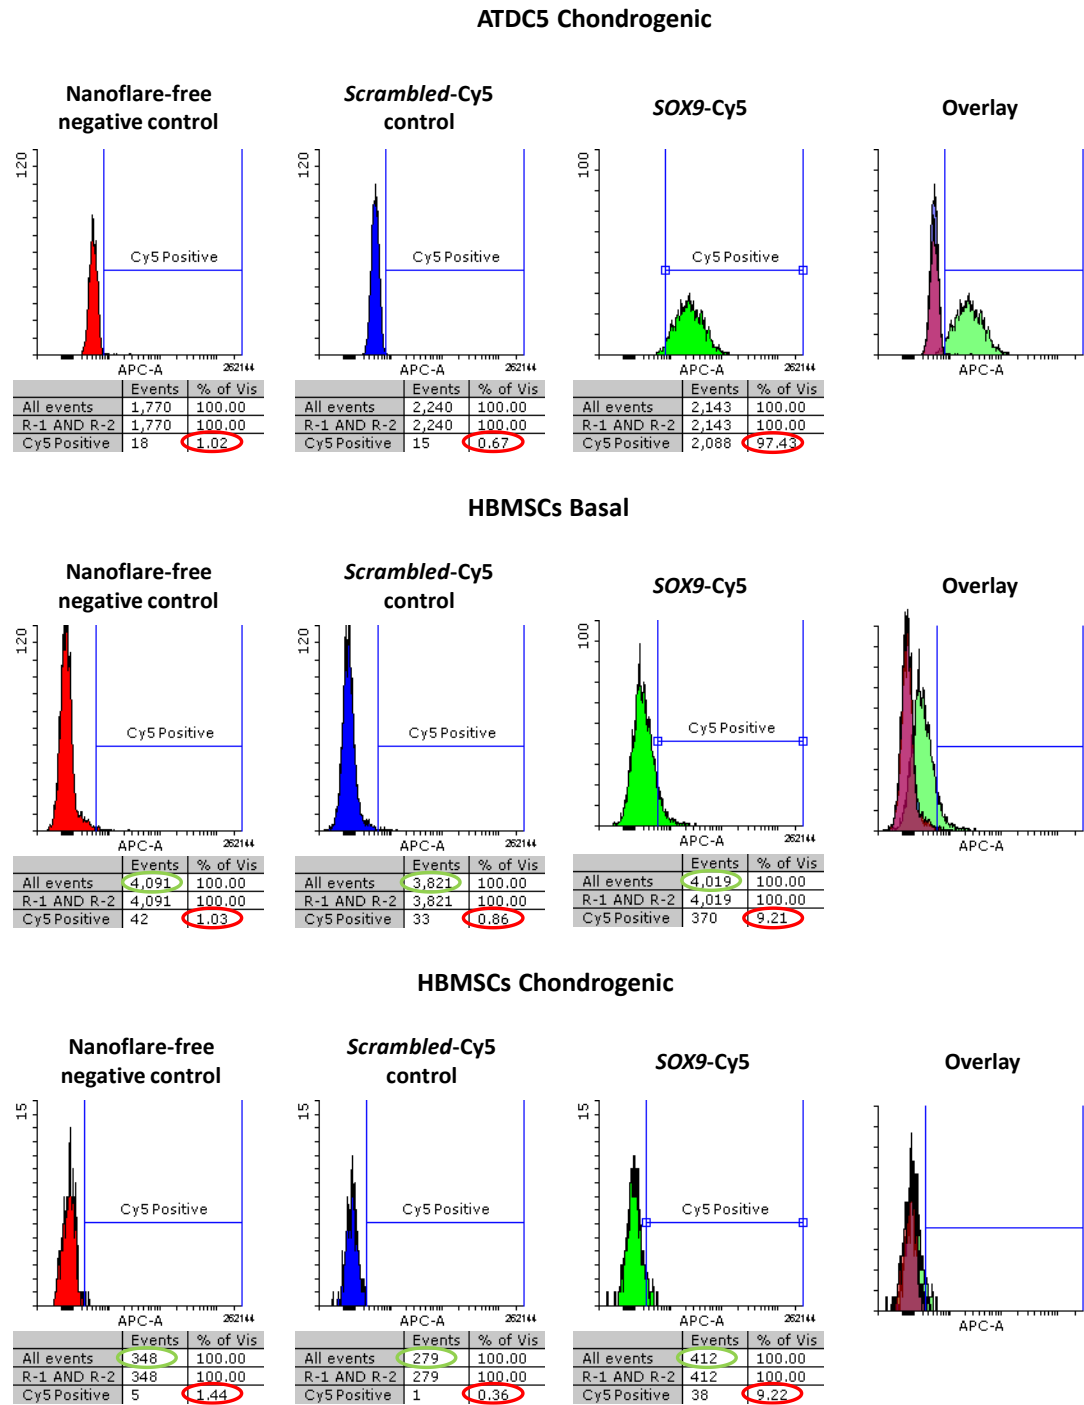 ATDC5 Chondrogenic
Nanoflare-free
negative control
Scrambled-Cy5
control
SOX9-Cy5
Overlay
120
Cy5 Positive
APC-A
262144
120
Cy5 Positive
APC-A
262144
100
Cy5 Positive
APC-A
262144
APC-A
Events % of Vis
All events 1,770 100.00
R-1 AND R-2 1,770 100.00
Cy5 Positive 18 1.02
Events % of Vis
All events 2,240 100.00
R-1 AND R-2 2,240 100.00
Cy5 Positive 15 0.67
Events % of Vis
All events 2,143 100.00
R-1 AND R-2 2,143 100.00
Cy5 Positive 2,088 97.43
HBMSCs Basal
Nanoflare-free
negative control
Scrambled-Cy5
control
SOX9-Cy5
Overlay
120
Cy5 Positive
APC-A
262144
120
Cy5 Positive
APC-A
262144
100
Cy5 Positive
APC-A
262144
APC-A
Events % of Vis
All events 4,091 100.00
R-1 AND R-2 4,091 100.00
Cy5 Positive 42 1.03
Events % of Vis
All events 3,821 100.00
R-1 AND R-2 3,821 100.00
Cy5 Positive 33 0.86
Events % of Vis
All events 4,019 100.00
R-1 AND R-2 4,019 100.00
Cy5 Positive 370 9.21
HBMSCs Chondrogenic
Nanoflare-free
negative control
Scrambled-Cy5
control
SOX9-Cy5
Overlay
15
Cy5 Positive
APC-A
262144
15
Cy5 Positive
APC-A
262144
15
Cy5 Positive
APC-A
262144
APC-A
Events % of Vis
All events 348 100.00
R-1 AND R-2 348 100.00
Cy5 Positive 5 1.44
Events % of Vis
All events 279 100.00
R-1 AND R-2 279 100.00
Cy5 Positive 1 0.36
Events % of Vis
All events 412 100.00
R-1 AND R-2 412 100.00
Cy5 Positive 38 9.22